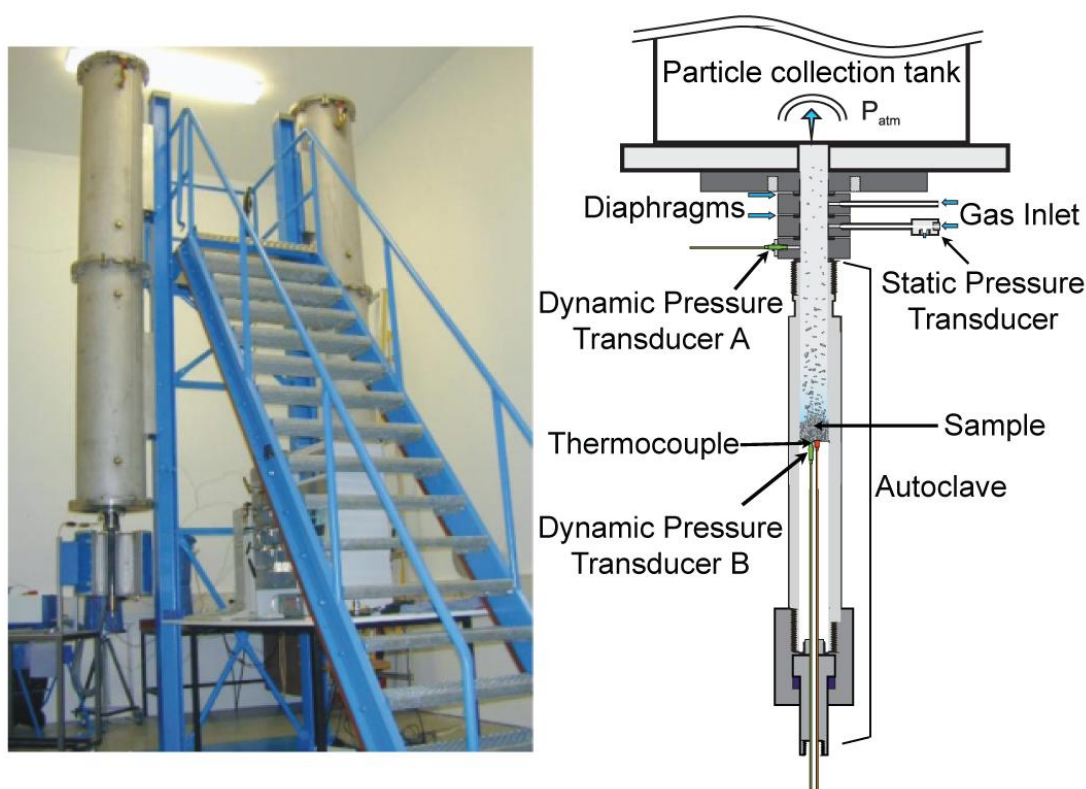 Particle collection tank
P atm
Diaphragms
Gas Inlet
Dynamic Pressure
Transducer A
Static Pressure
Transducer
Thermocouple
Sample
Autoclave
Dynamic Pressure
Transducer B